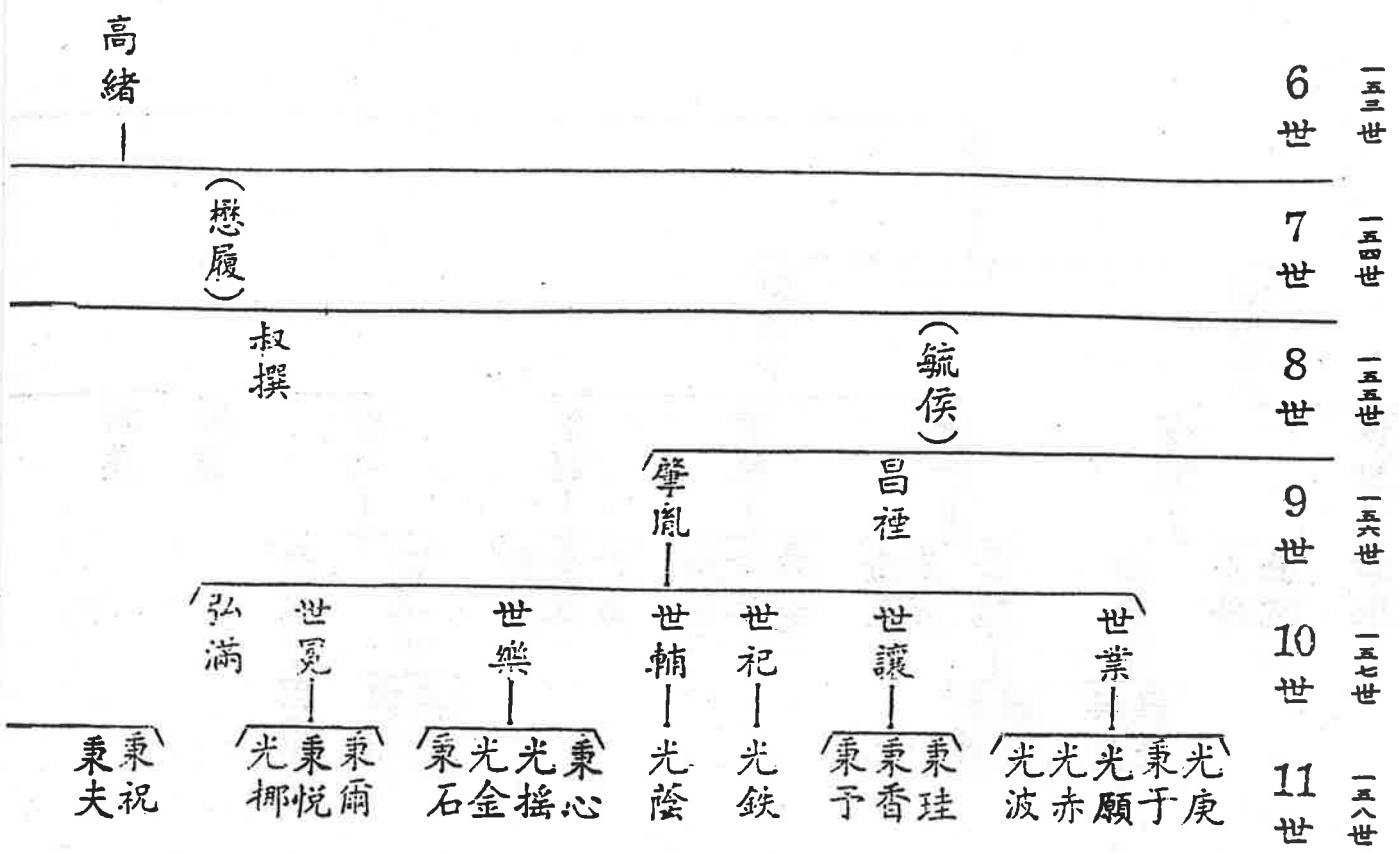 一五三世
6世
高緒
一五四世
7世
(懋履)
一五五世
8世
(毓侯)
叔撰
一五六世
9世
昌禋
肇胤
一五七世
10世
世業
世讓
世祀
世輔
世樂
世冕
弘滿
一五八世
11世
光庚
秉于
光願
光赤
光波
秉珪
秉香
秉予
光鉄
光蔭
秉心
光摇
光金
秉石
秉爾
秉悦
光挪
秉祝
秉夫